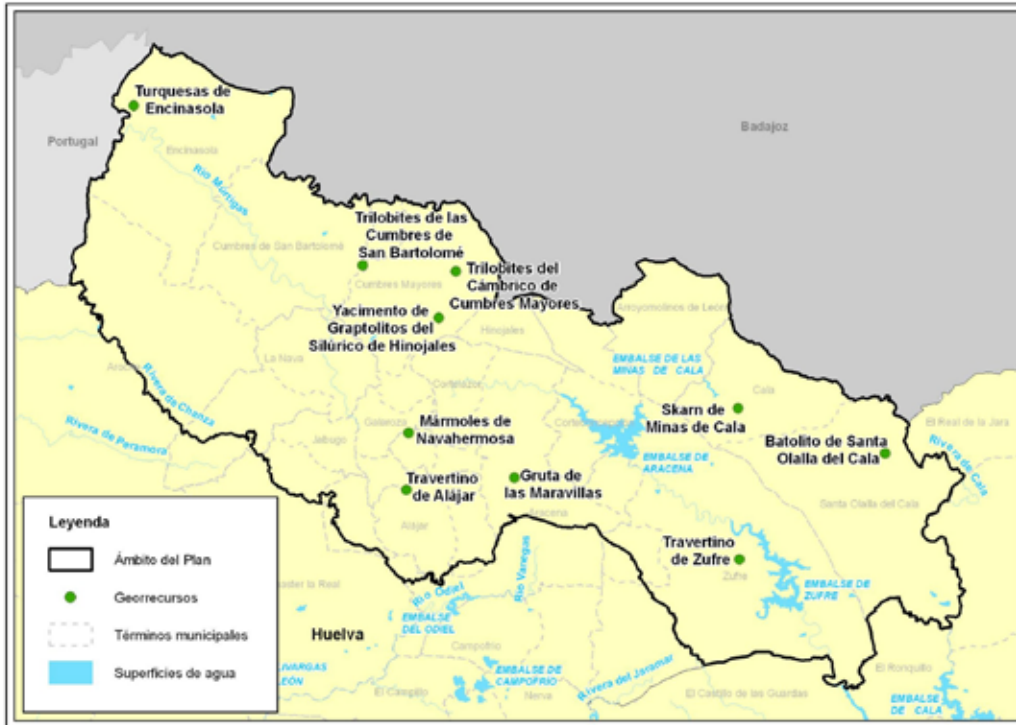 Turquesas de
Encinasola
Portugal
Badajoz
Encinasola
Río Múrtigas
Trilobites de las
Cumbres de
San Bartolomé
Cumbres de San Bartolomé
Trilobites del
Cámbrico de
Cumbres Mayores
Cumbres Mayores
Arroyomolinos de León
Yacimiento de
Graptolitos del
Silúrico de Hinojales
Hinojales
La Nava
EMBALSE DE LAS
MINAS DE CALA
Cala
Cortelazor
Rivera de Chanza
Skarn de
Minas de Cala
El Real de la Jara
Rivera de Peramora
Galaroza
Mármoles de
Navahermosa
Jabugo
Batolito de Santa
Olalla del Cala
Rivera de Cala
EMBALSE DE
ARACENA
Travertino
de Alájar
Gruta de
las Maravillas
Santa Olalla del Cala
Aracena
Alájar
Leyenda
Ámbito del Plan
Georrecursos
Términos municipales
Superficies de agua
Travertino
de Zufre
Zufre
Río Odiel
EMBALSE
DEL ODIEL
EMBALSE DE
ZUFRE
Huelva
Campofrío
EMBALSE DE
CAMPOFRÍO
El Campillo
Nerva
Rivera del Jaramar
El Ronquillo
El Castillo de las Guardas
EMBALSE
DE CALA